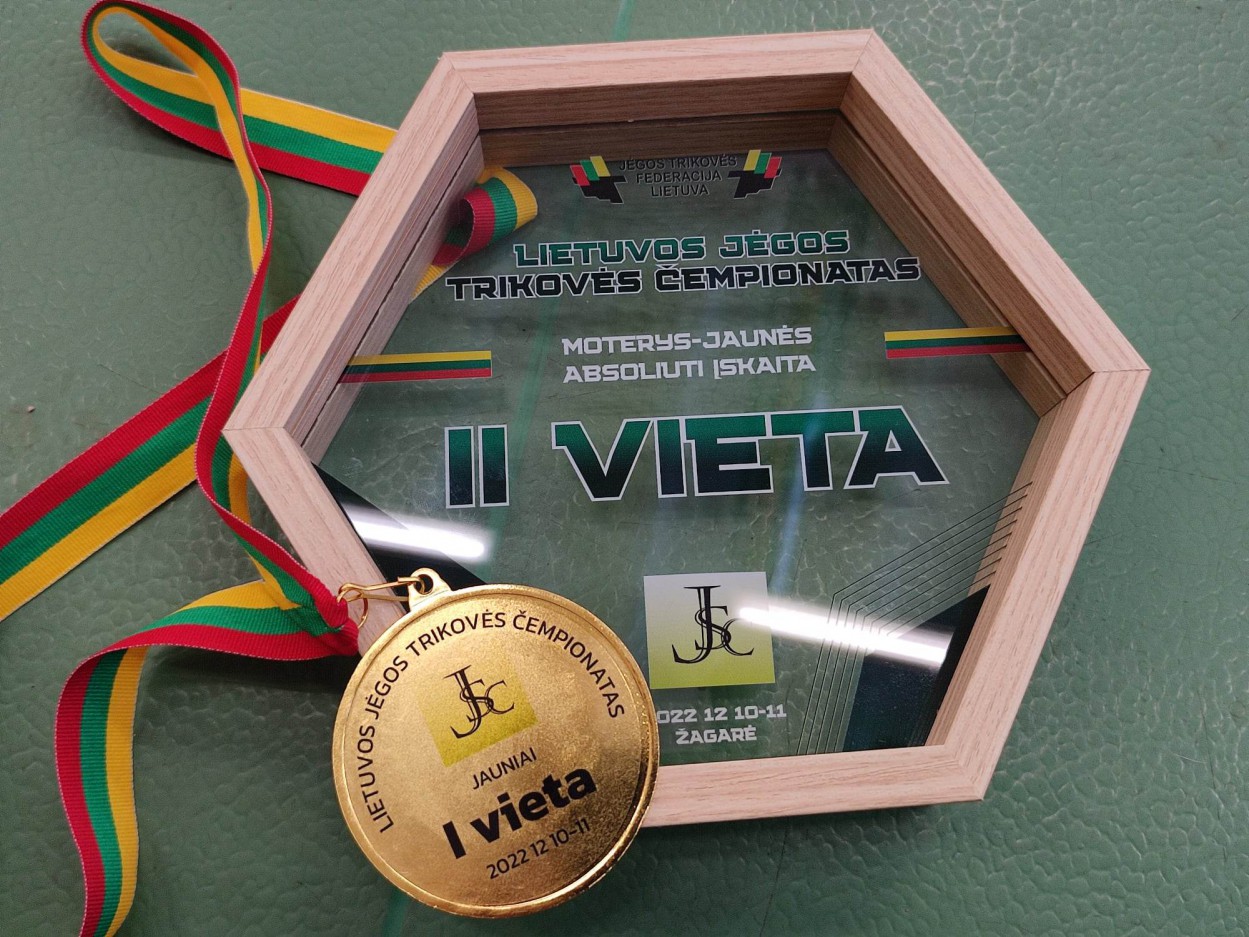 JĖGOS TRIKOVĖS
FEDERACIJA
LIETUVA
LIETUVOS JĖGOS
TRIKOVĖS ČEMPIONATAS
MOTERYS-JAUNĖS
ABSOLIUTI ĮSKAITA
II VIETA
JSC
022 12 10-11
ŽAGARĖ
LIETUVOS JĖGOS TRIKOVĖS ČEMPIONATAS
JSC
JAUNIAI
I vieta
2022 12 10-11